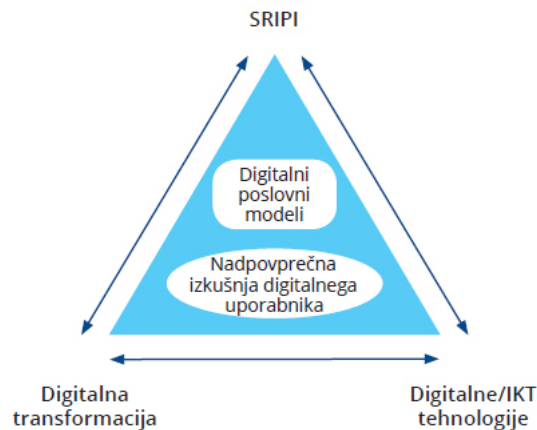 SRIPI
Digitalni
poslovni
modeli
Nadpovprečna
izkušnja digitalnega
uporabnika
Digitalna
transformacija
Digitalne/IKT
tehnologije